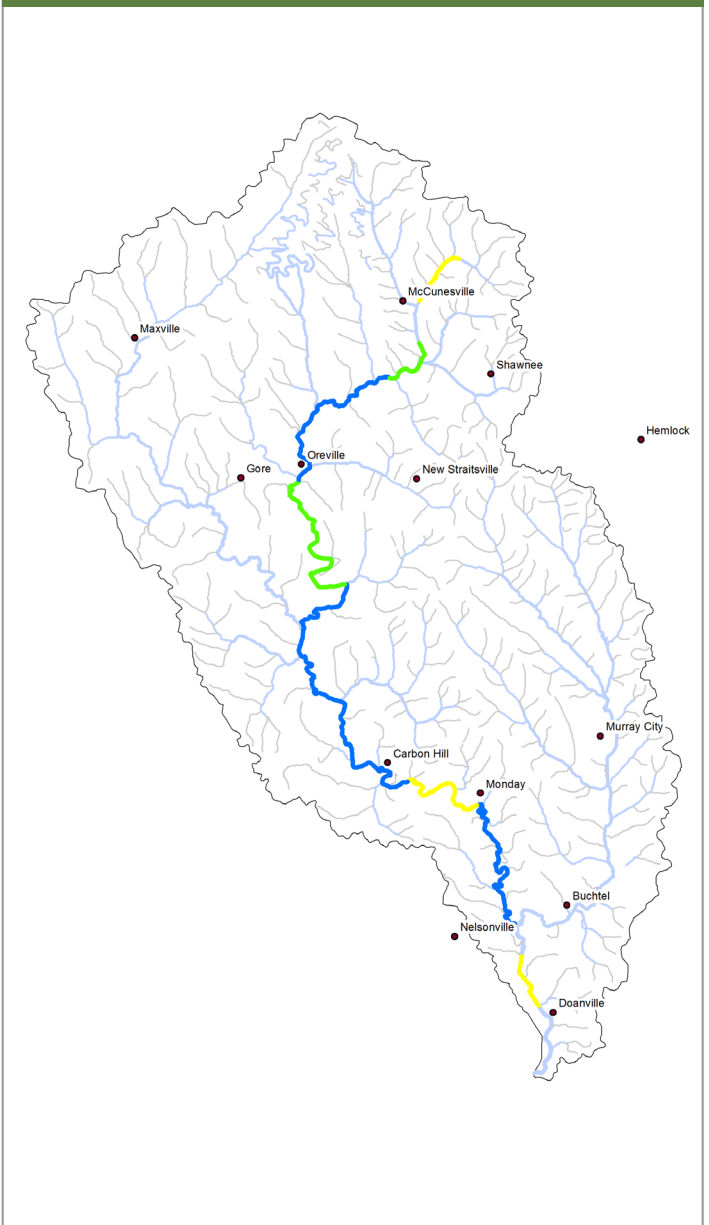 McCunesville
Maxville
Shawnee
Hemlock
Oreville
Gore
New Straitsville
Murray City
Carbon Hill
Monday
Buchtel
Nelsonville
Doanville